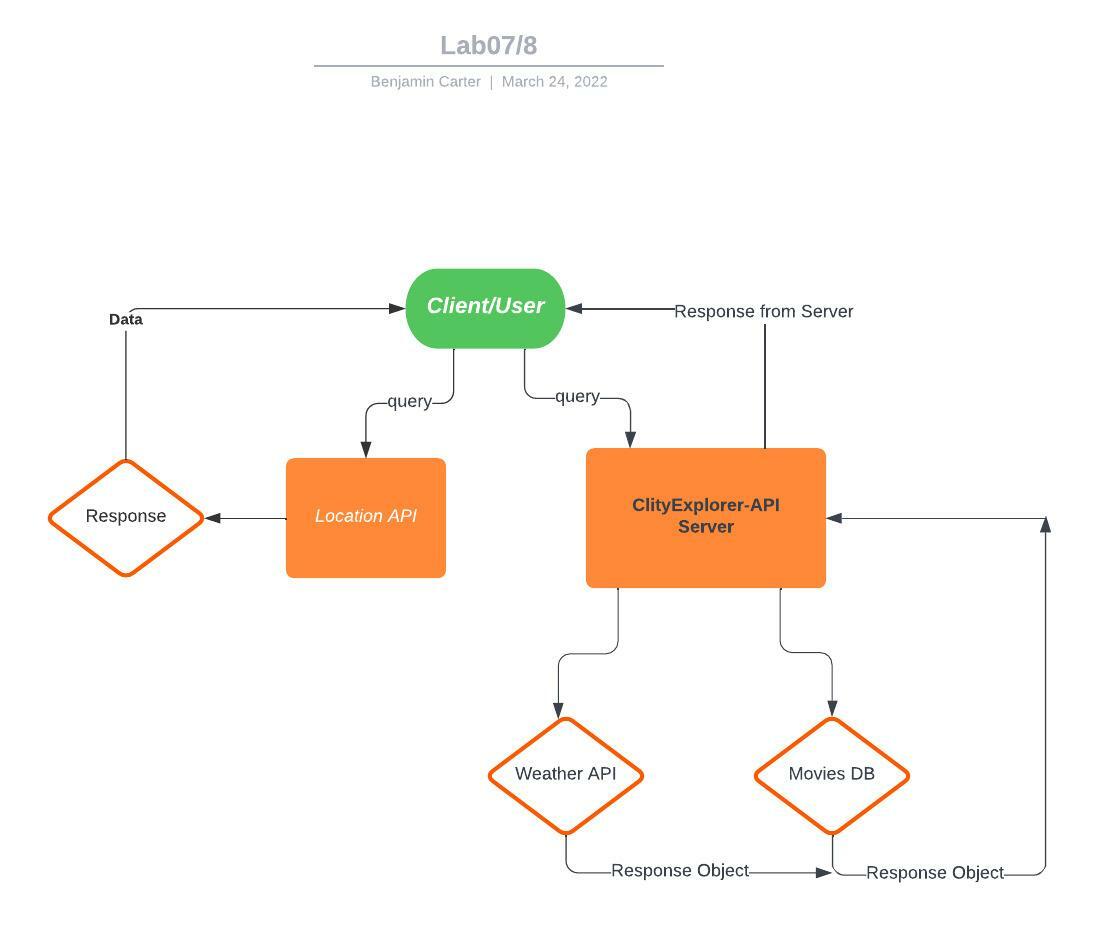 Lab07/8
Benjamin Carter | March 24, 2022
Client/User
Data
Response from Server
query
query
Response
Location API
ClityExplorer-API
Server
Weather API
Movies DB
Response Object
Response Object